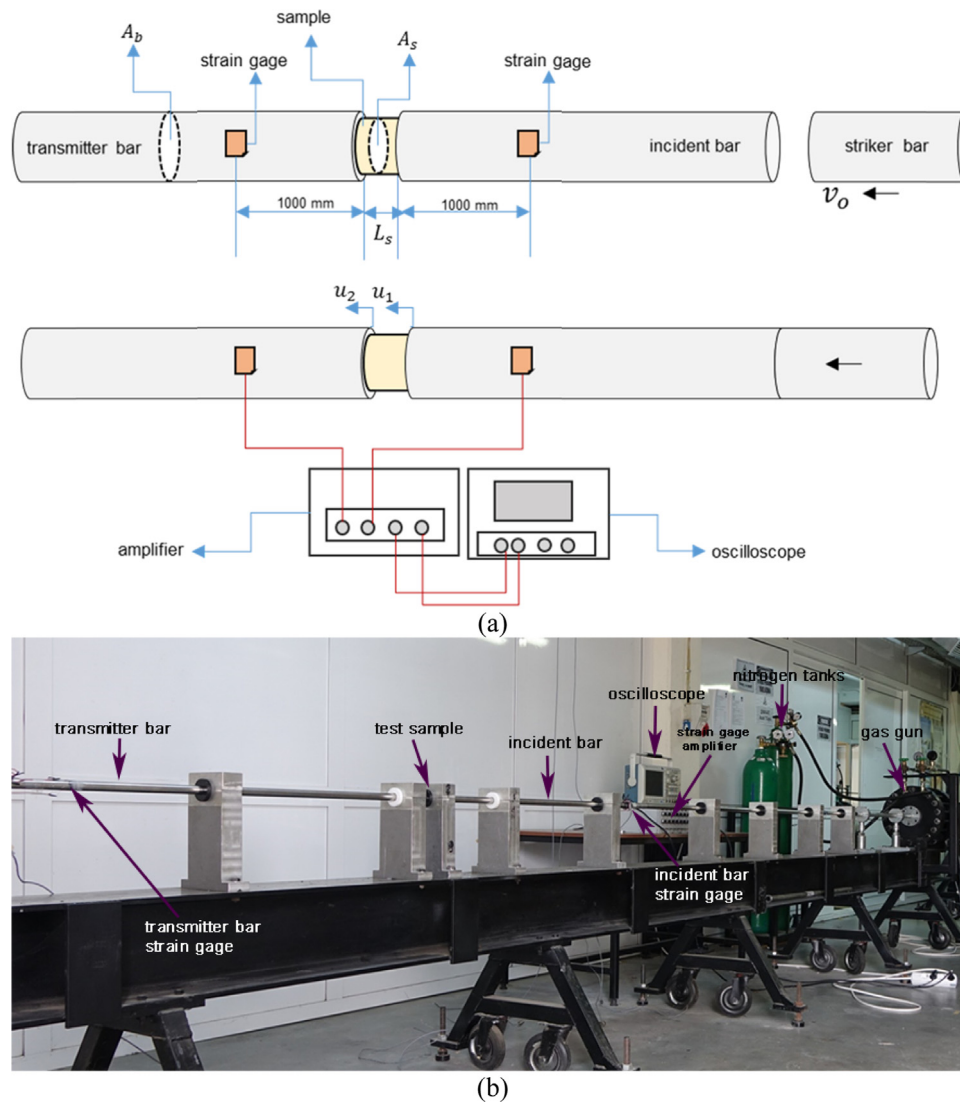 sample
A_b
A_s
strain gage
strain gage
transmitter bar
incident bar
striker bar
v_o
1000 mm
1000 mm
L_s
u_2
u_1
amplifier
oscilloscope
(a)
nitrogen tanks
oscilloscope
transmitter bar
test sample
incident bar
strain gage
amplifier
gas gun
incident bar
strain gage
transmitter bar
strain gage
(b)